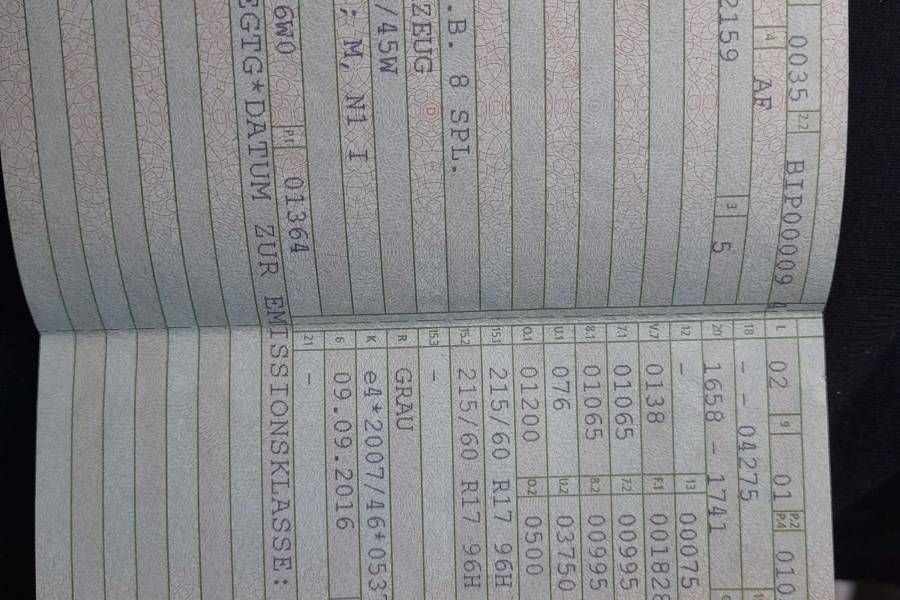 0035 2.2 BIP00009 4 L 02 9 01 P.2 P.4 010
4 AF 18 - - 04275
2159 3 5 20 1658 - 1741
12 - 13 00075
V.7 0138 F.1 001828
7.1 01065 7.2 00995
8.1 01065 8.2 00995
U.1 076 U.2 03750
O.1 01200 O.2 0500
15.1 215/60 R17 96H
.B. 8 SPL. 15.2 215/60 R17 96H
ZEUG 15.3 -
/45W R GRAU
; M, N1 I K e4*2007/46*053
6W0 P.1 01364 6 09.09.2016
21 -
EGTG*DATUM ZUR EMISSIONSKLASSE: